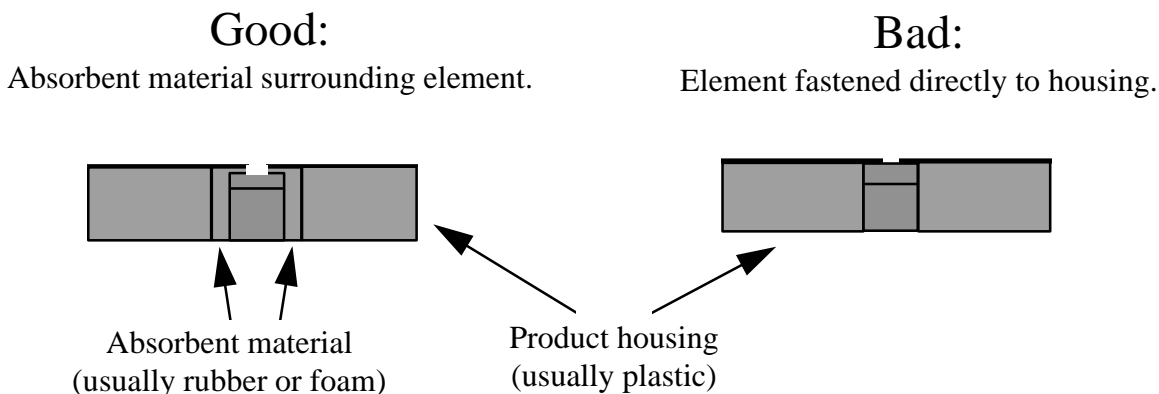 Good:
Absorbent material surrounding element.
Bad:
Element fastened directly to housing.
Absorbent material
(usually rubber or foam)
Product housing
(usually plastic)